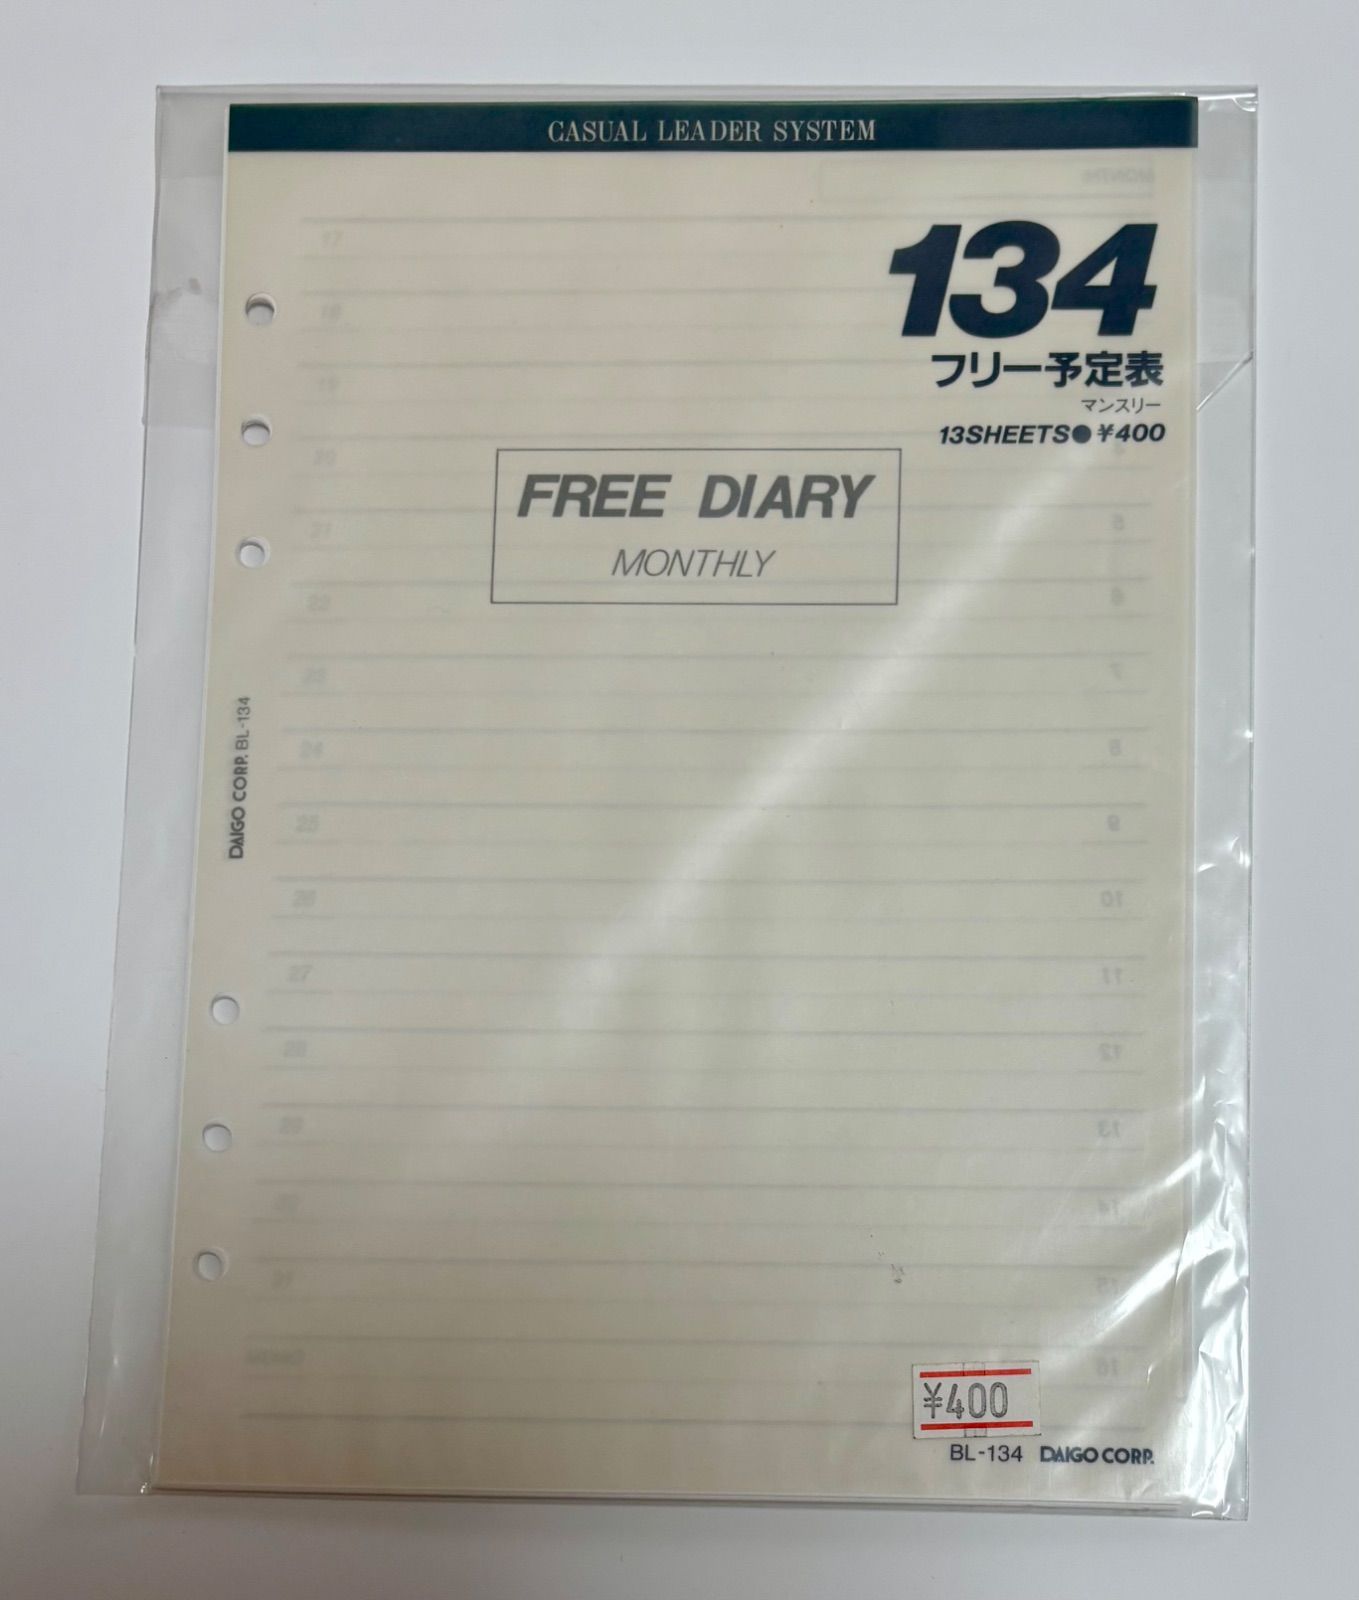 CASUAL LEADER SYSTEM
134
フリー予定表
マンスリー
13SHEETS●¥400
FREE DIARY
MONTHLY
DAIGO CORP. BL-134
¥400
BL-134 DAIGO CORP.